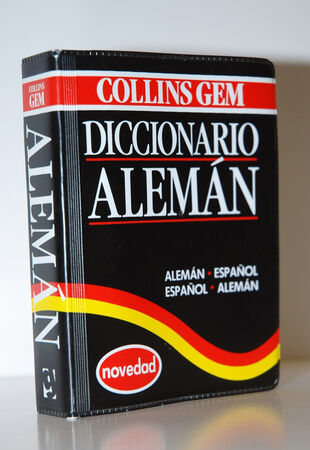 COLLINS GEM
DICCIONARIO
ALEMÁN
ALEMÁN · ESPAÑOL
ESPAÑOL · ALEMÁN
novedad
COLLINS
GEM
ALEMÁN